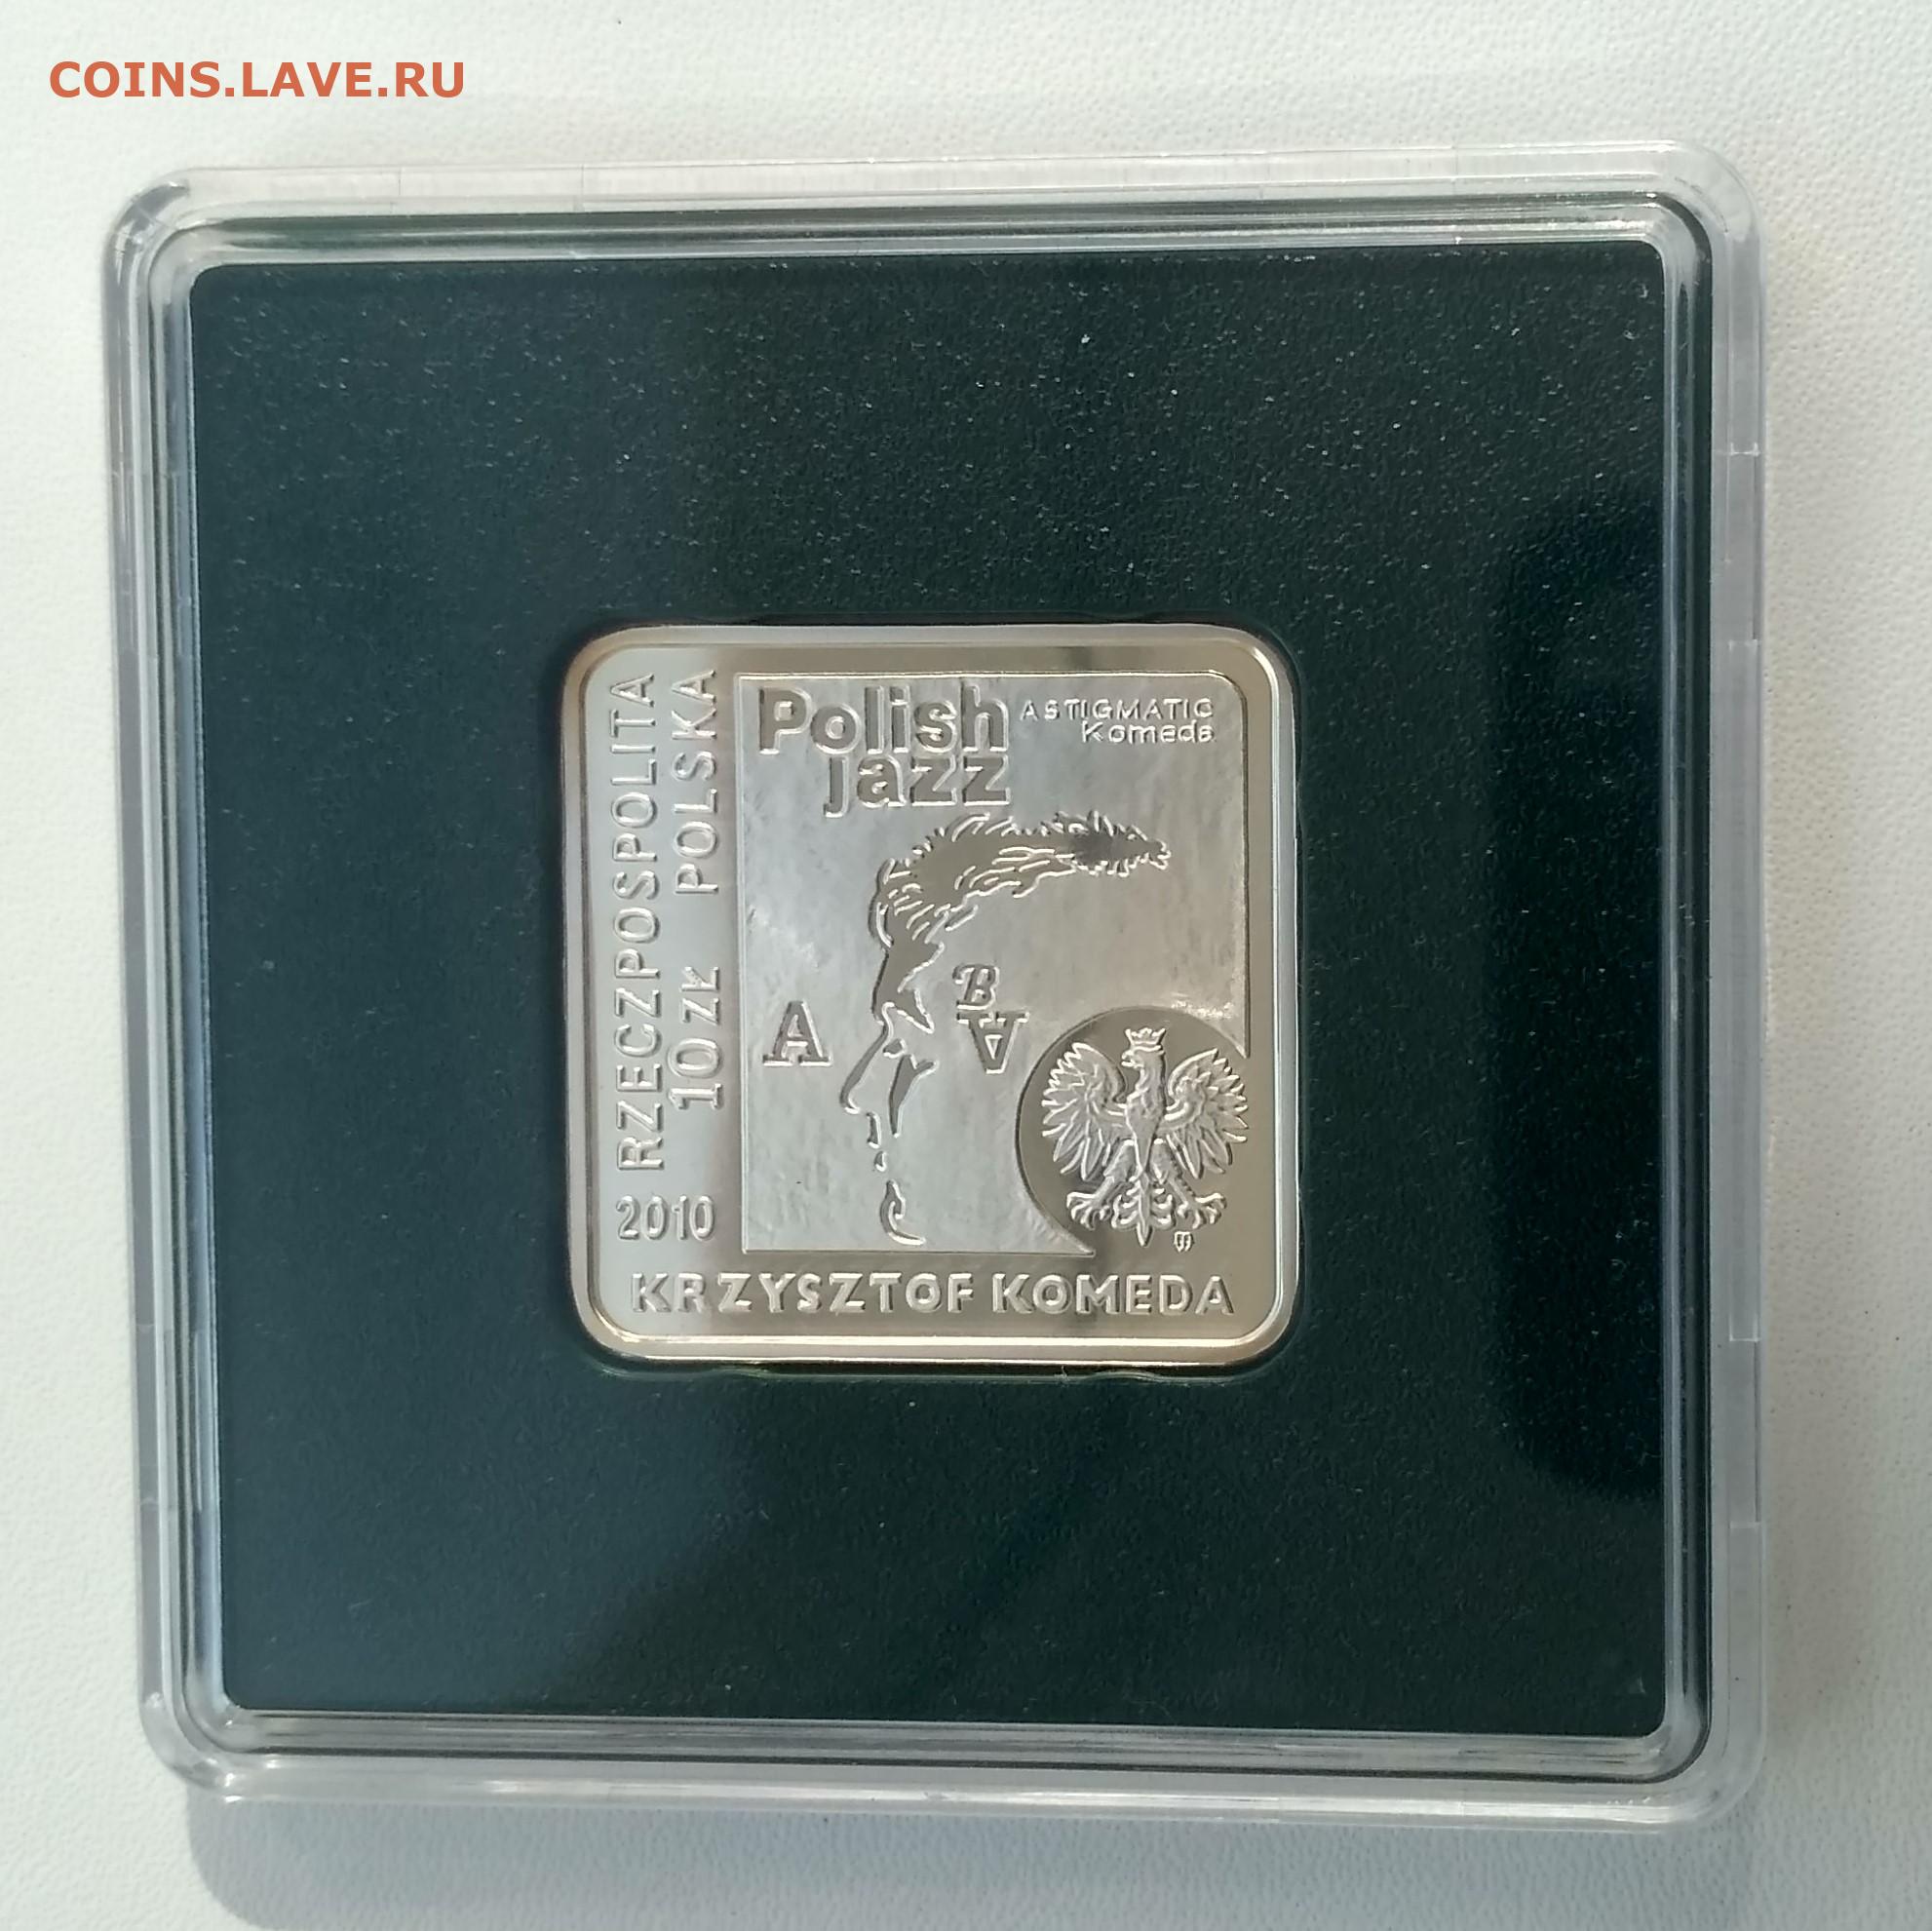 COINS.LAVE.RU
RZECZPOSPOLITA
10 ZŁ POLSKA
2010
Polish
jazz
ASTIGMATIC
Komeda
A
B
A
KRZYSZTOF KOMEDA